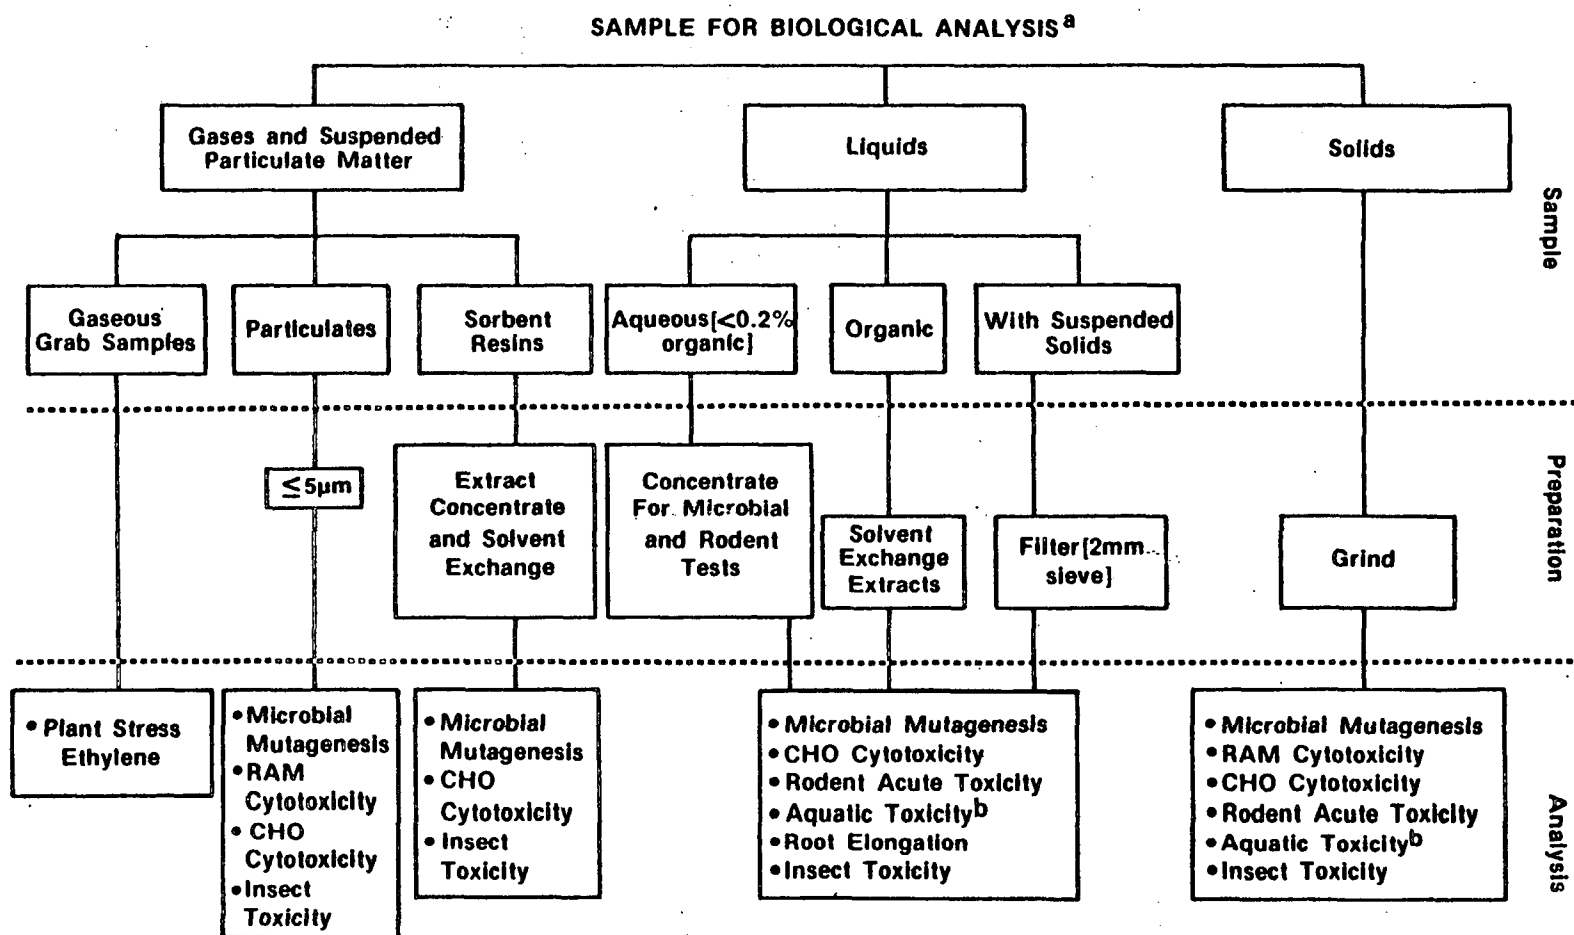 SAMPLE FOR BIOLOGICAL ANALYSIS a
Gases and Suspended
Particulate Matter
Liquids
Solids
Sample
Gaseous
Grab Samples
Particulates
Sorbent
Resins
Aqueous[<0.2%
organic]
Organic
With Suspended
Solids
≤5µm
Extract
Concentrate
and Solvent
Exchange
Concentrate
For Microbial
and Rodent
Tests
Solvent
Exchange
Extracts
Filter[2mm
sieve]
Grind
Preparation
• Plant Stress
Ethylene
• Microbial
Mutagenesis
• RAM
Cytotoxicity
• CHO
Cytotoxicity
• Insect
Toxicity
• Microbial
Mutagenesis
• CHO
Cytotoxicity
• Insect
Toxicity
• Microbial Mutagenesis
• CHO Cytotoxicity
• Rodent Acute Toxicity
• Aquatic Toxicity b
• Root Elongation
• Insect Toxicity
• Microbial Mutagenesis
• RAM Cytotoxicity
• CHO Cytotoxicity
• Rodent Acute Toxicity
• Aquatic Toxicity b
• Insect Toxicity
Analysis